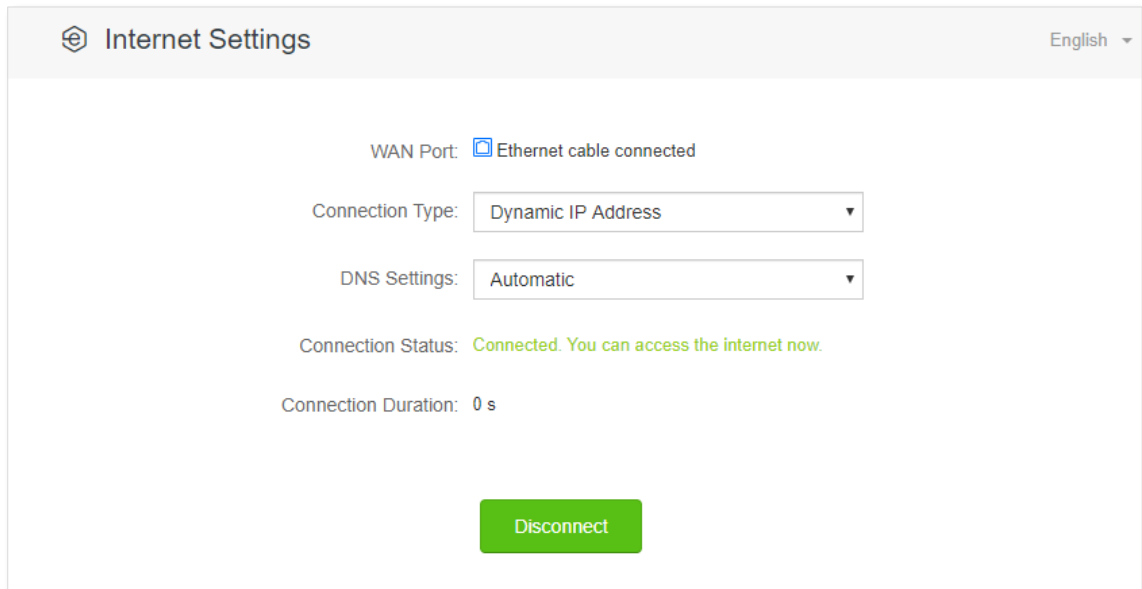 Internet Settings
English
WAN Port: Ethernet cable connected
Connection Type: Dynamic IP Address
DNS Settings: Automatic
Connection Status: Connected. You can access the internet now.
Connection Duration: 0 s
Disconnect